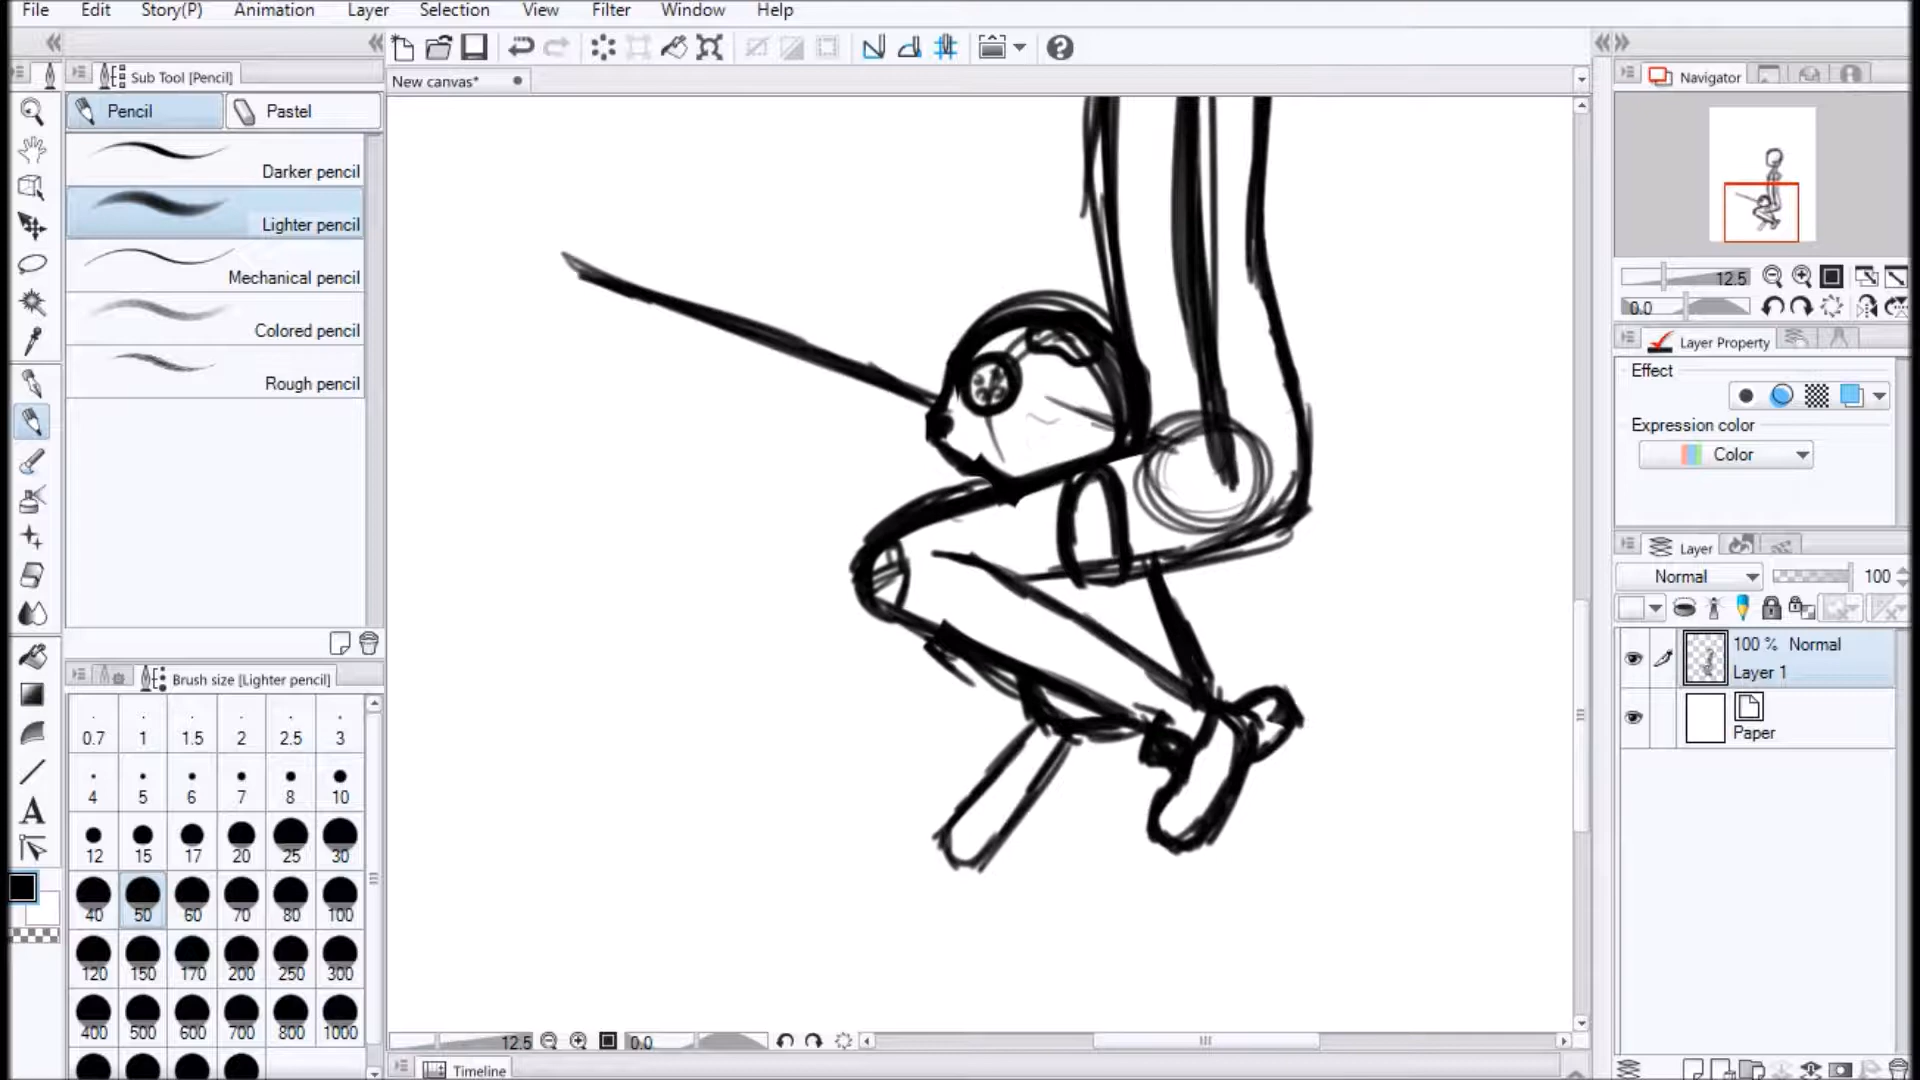 File Edit Story(P) Animation Layer Selection View Filter Window Help
Sub Tool [Pencil]
Pencil Pastel
Darker pencil
Lighter pencil
Mechanical pencil
Colored pencil
Rough pencil
Brush size [Lighter pencil]
0.7 1 1.5 2 2.5 3
4 5 6 7 8 10
12 15 17 20 25 30
40 50 60 70 80 100
120 150 170 200 250 300
400 500 600 700 800 1000
New canvas*
12.5 0.0
Timeline
Navigator
12.5
0.0
Layer Property
Effect
Expression color
Color
Layer
Normal 100
100 % Normal
Layer 1
Paper